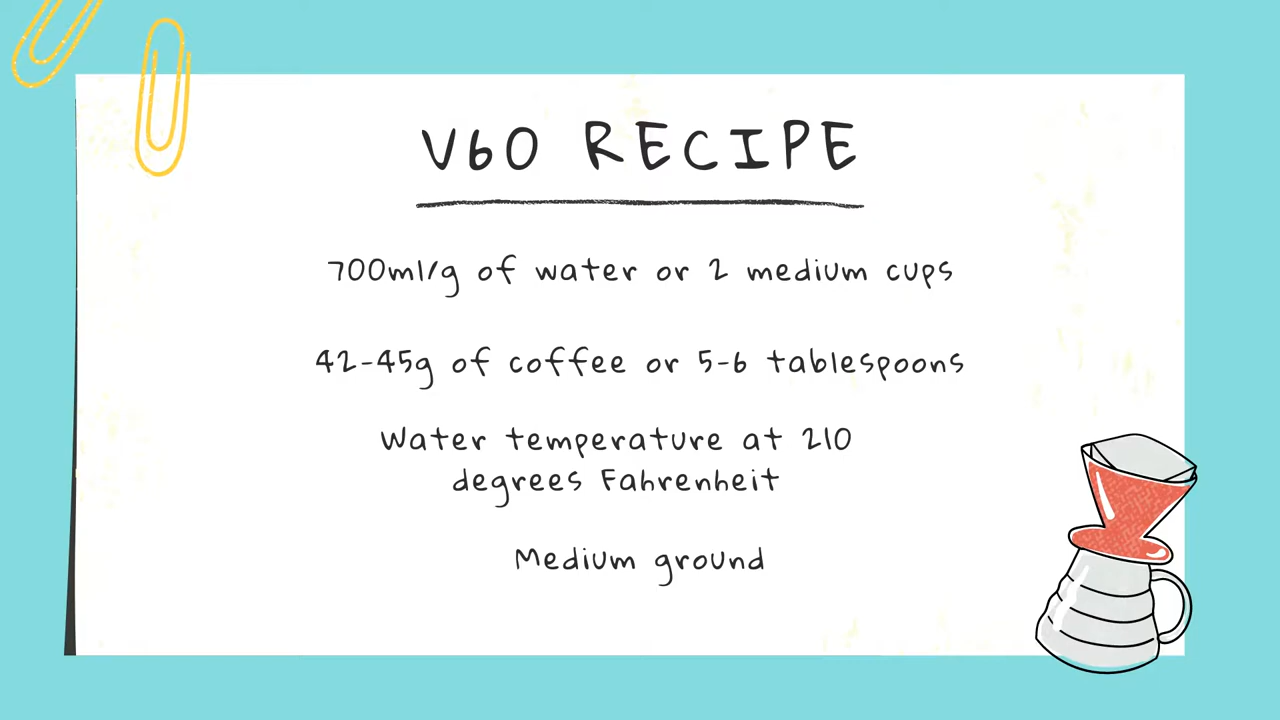 V60 RECIPE
700ml/g of water or 2 medium cups
42-45g of coffee or 5-6 tablespoons
Water temperature at 210
degrees Fahrenheit
Medium ground